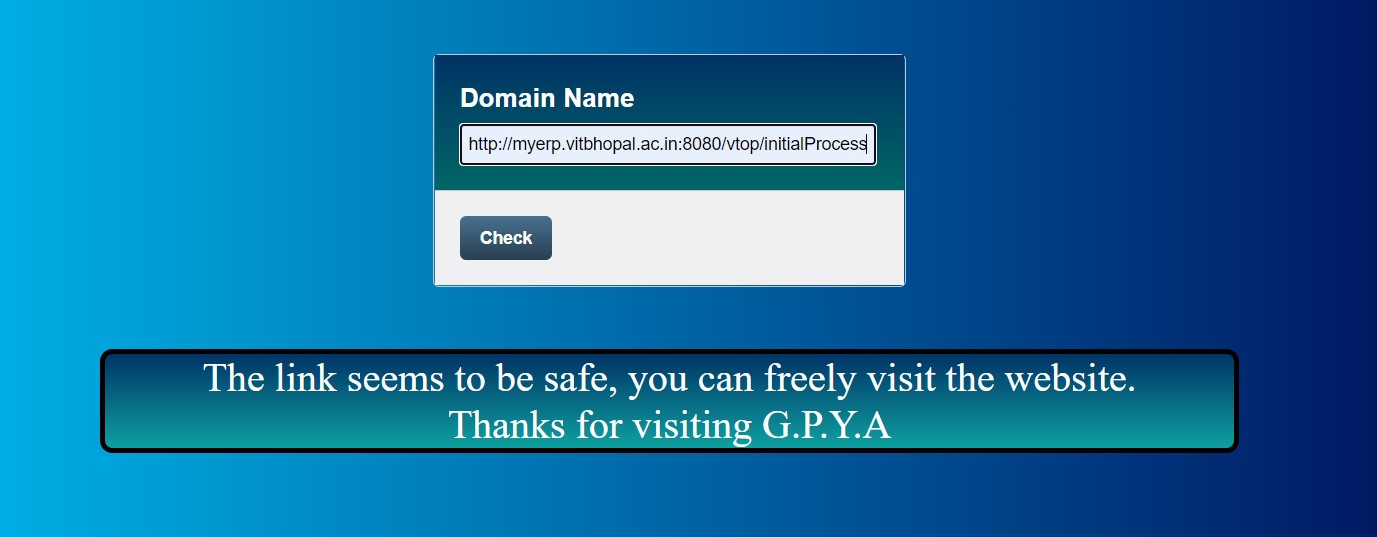 Domain Name
http://myerp.vitbhopal.ac.in:8080/vtop/initialProcess
Check
The link seems to be safe, you can freely visit the website.
Thanks for visiting G.P.Y.A